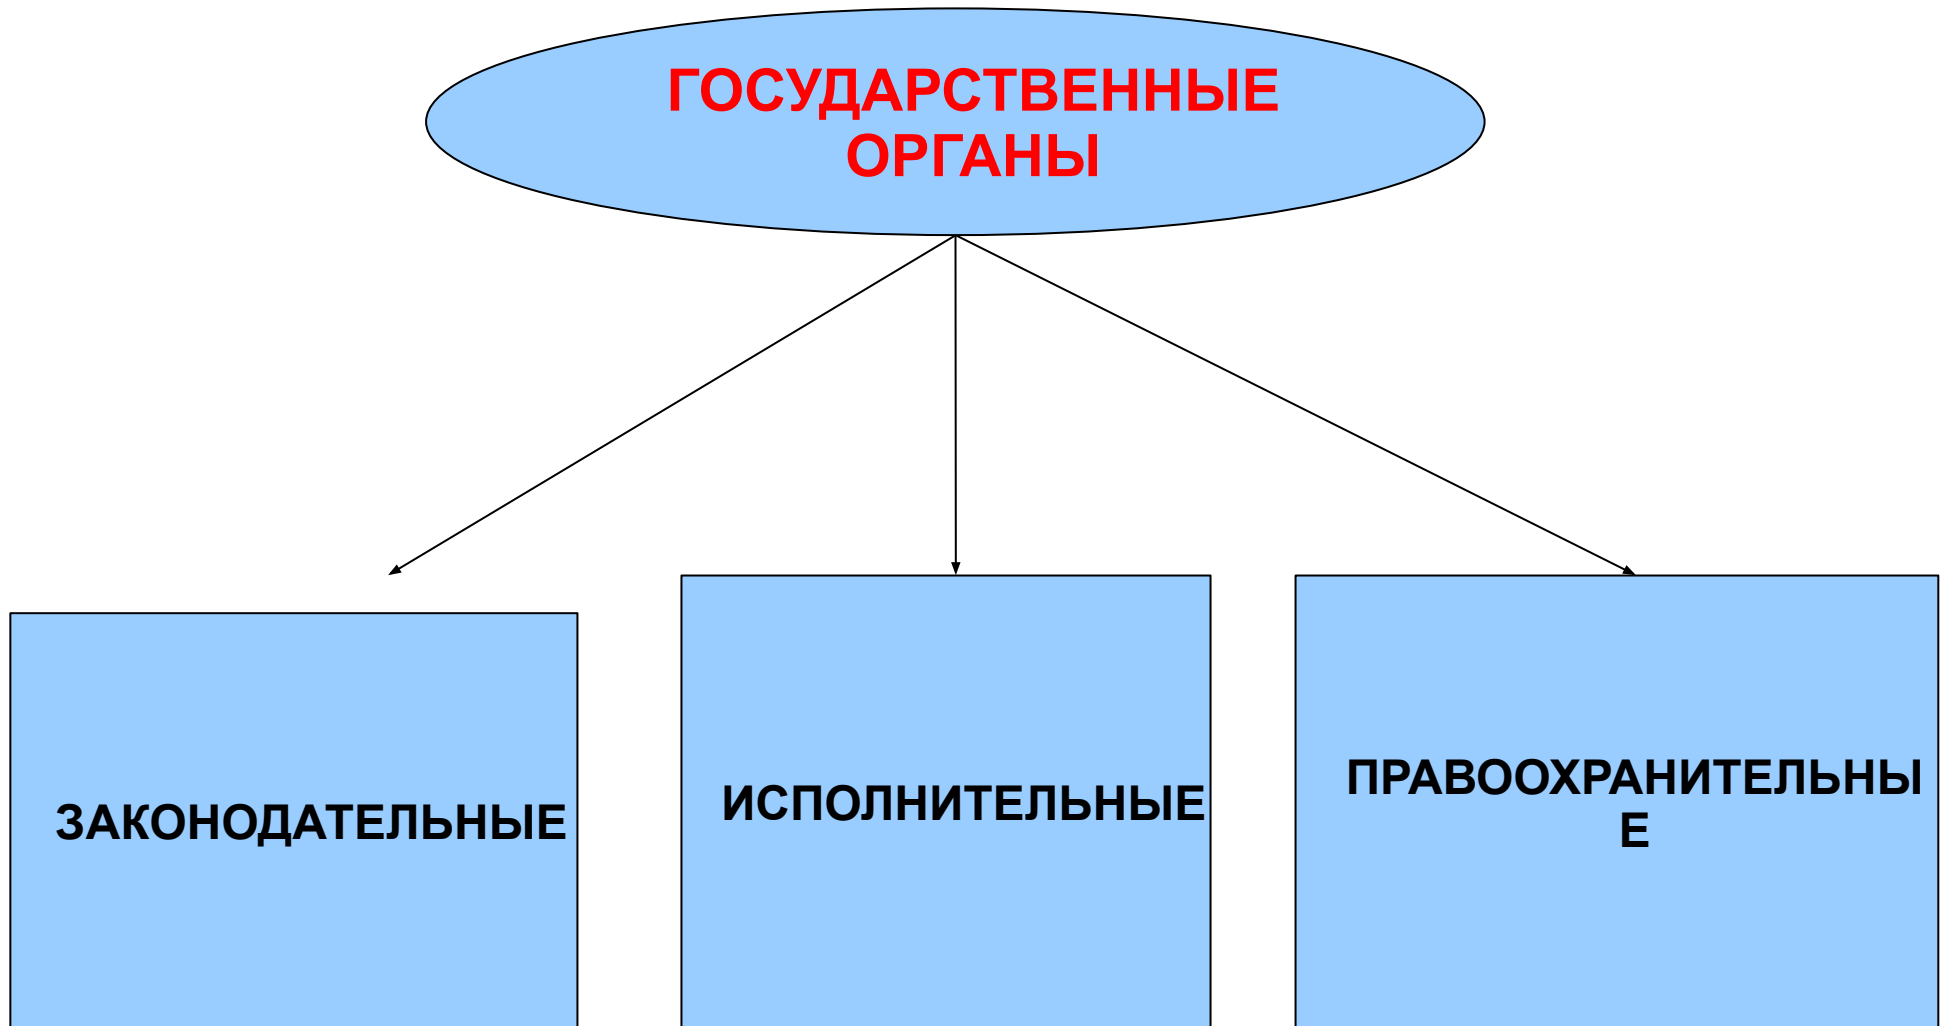 ГОСУДАРСТВЕННЫЕ
ОРГАНЫ
ЗАКОНОДАТЕЛЬНЫЕ
ИСПОЛНИТЕЛЬНЫЕ
ПРАВООХРАНИТЕЛЬНЫ
Е